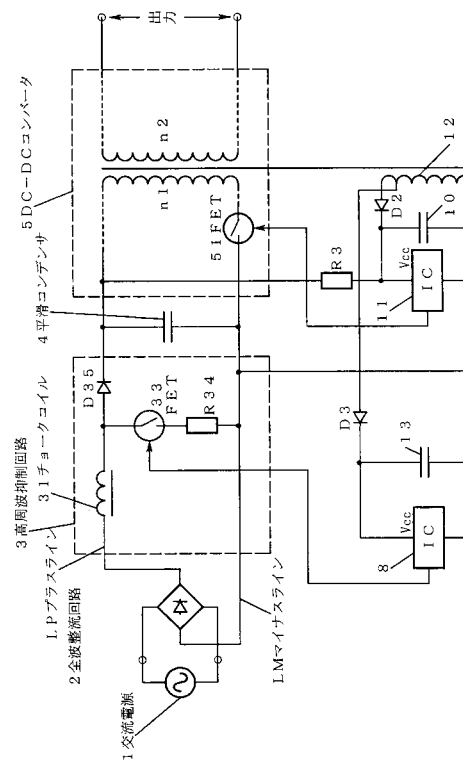 5DC-DCコンバータ
4平滑コンデンサ
3高周波抑制回路
31チョークコイル
LPプラスライン
2全波整流回路
1交流電源
LMマイナスライン
D35
33
FET
R34
n1
n2
51FET
出力
R3
D2
12
10
Vcc
IC
11
D3
13
Vcc
IC
8